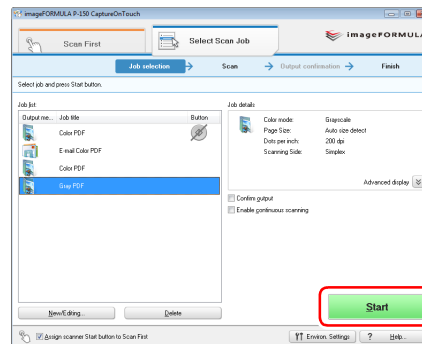 imageFORMULA P-150 CaptureOnTouch
Scan First
Select Scan Job
imageFORMULA
Job selection
Scan
Output confirmation
Finish
Select job and press Start button.
Job list
Output me... Job title Button
Color PDF
E-mail Color PDF
Color PDF
Gray PDF
New/Editing...
Delete
Job details
Color mode: Grayscale
Page Size: Auto size detect
Dots per inch: 200 dpi
Scanning Side: Simplex
Advanced display
Confirm output
Enable continuous scanning
Start
Assign scanner Start button to Scan First
Environ. Settings
? Help...